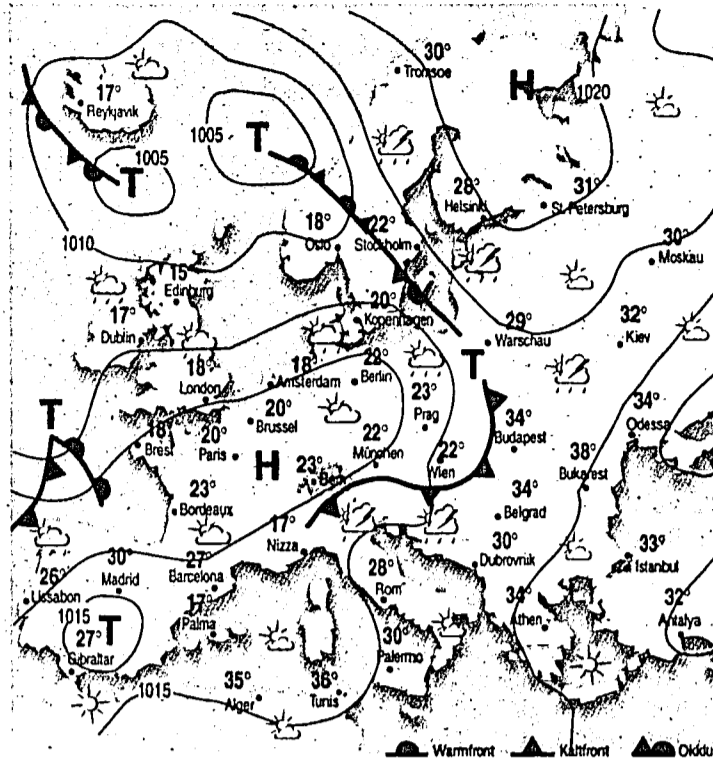 30°
Tromsoe
H
1020
17°
Reykjavik
1005
T
1005
T
28°
Helsinki
31°
St. Petersburg
18°
Oslo
22°
Stockholm
1010
30°
Moskau
15
Edinburg
20°
Kopenhagen
17°
Dublin
29°
Warschau
32°
Kiev
T
18°
London
18°
Amsterdam
22°
Berlin
23°
Prag
T
20°
Brussel
34°
Budapest
34°
Odessa
18°
Brest
20°
Paris
H
22°
München
22°
Wien
38°
Bukarest
23°
Bern
23°
Bordeaux
34°
Belgrad
17°
Nizza
30°
Dubrovnik
33°
Istanbul
26°
Lissabon
30°
Madrid
27°
Barcelona
28°
Rom
1015
T
27°
Gibraltar
17°
Palma
34°
Athen
32°
Antalya
30°
Palermo
1015
35°
Alger
36°
Tunis
Warmfront Kaltfront Okklu